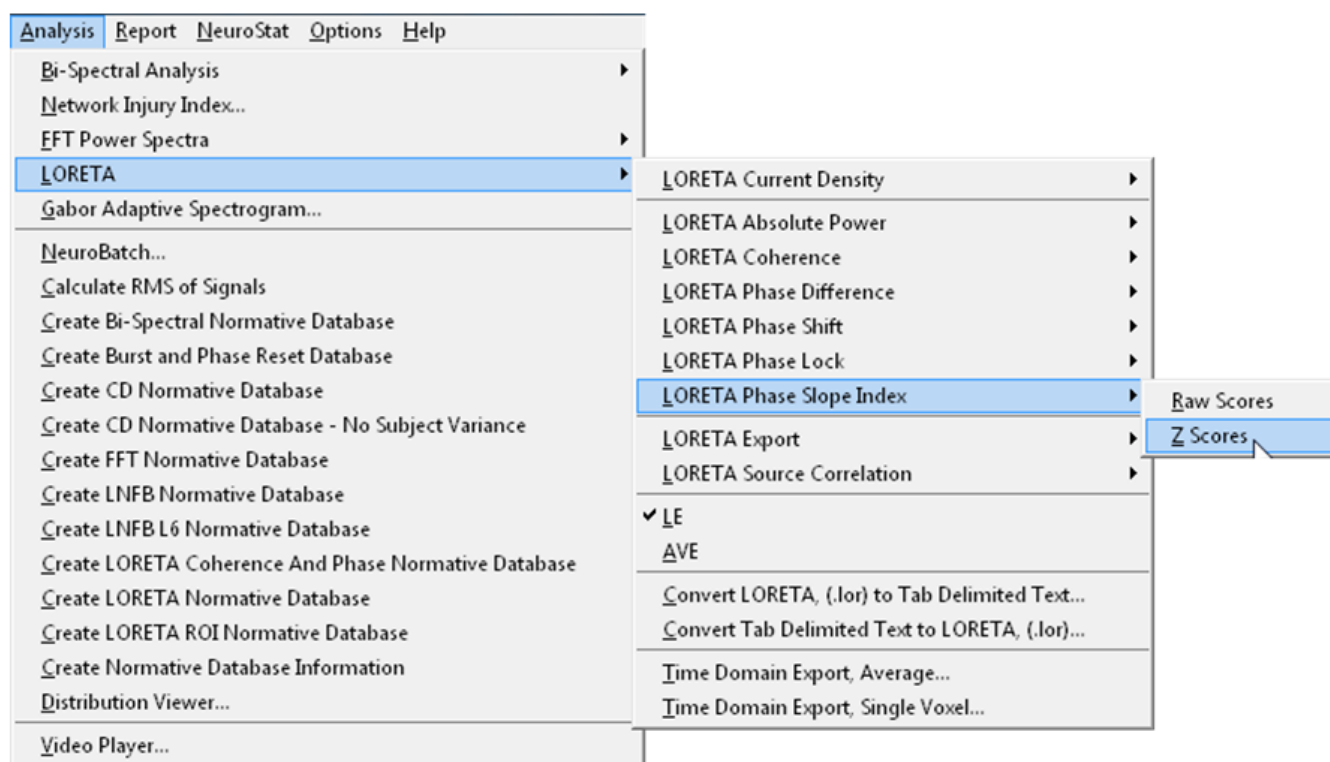 Analysis Report NeuroStat Options Help
Bi-Spectral Analysis
Network Injury Index...
FFT Power Spectra
LORETA
Gabor Adaptive Spectrogram...
NeuroBatch...
Calculate RMS of Signals
Create Bi-Spectral Normative Database
Create Burst and Phase Reset Database
Create CD Normative Database
Create CD Normative Database - No Subject Variance
Create FFT Normative Database
Create LNFB Normative Database
Create LNFB L6 Normative Database
Create LORETA Coherence And Phase Normative Database
Create LORETA Normative Database
Create LORETA ROI Normative Database
Create Normative Database Information
Distribution Viewer...
Video Player...
LORETA Current Density
LORETA Absolute Power
LORETA Coherence
LORETA Phase Difference
LORETA Phase Shift
LORETA Phase Lock
LORETA Phase Slope Index
LORETA Export
LORETA Source Correlation
LE
AVE
Convert LORETA, (.lor) to Tab Delimited Text...
Convert Tab Delimited Text to LORETA, (.lor)...
Time Domain Export, Average...
Time Domain Export, Single Voxel...
Raw Scores
Z Scores